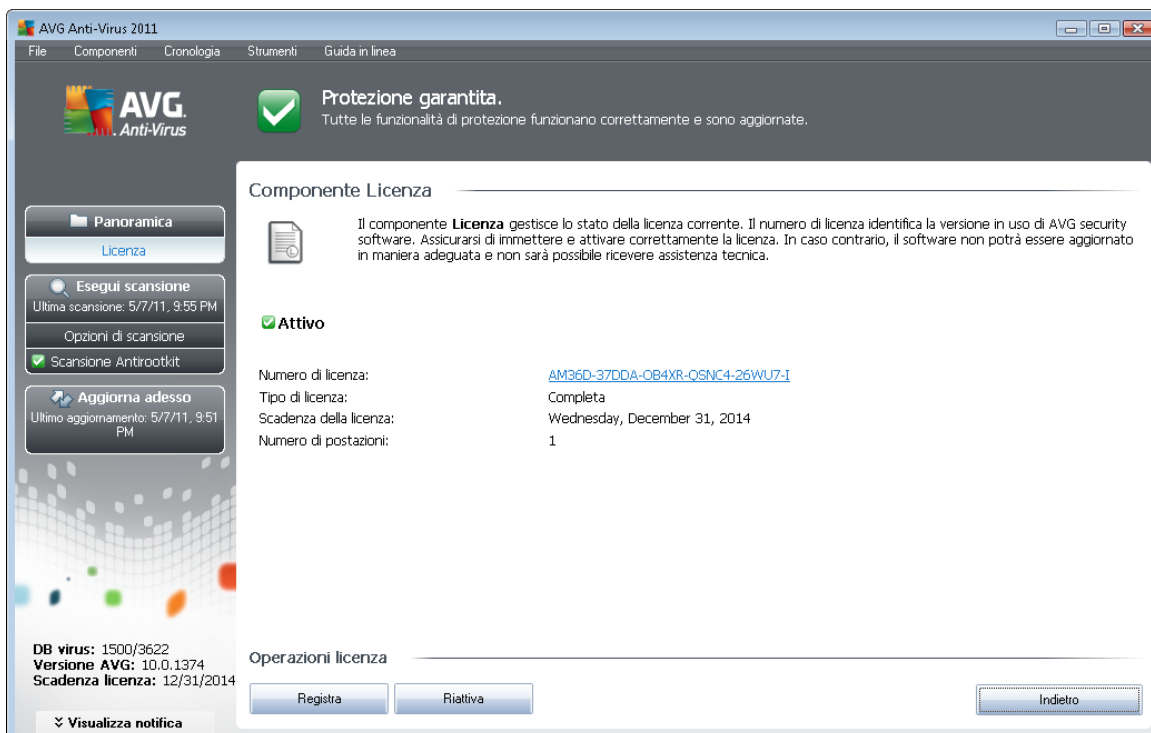 AVG Anti-Virus 2011
File Componenti Cronologia Strumenti Guida in linea
AVG.
Anti-Virus
Protezione garantita.
Tutte le funzionalità di protezione funzionano correttamente e sono aggiornate.
Panoramica
Licenza
Esegui scansione
Ultima scansione: 5/7/11, 9:55 PM
Opzioni di scansione
Scansione Antirootkit
Aggiorna adesso
Ultimo aggiornamento: 5/7/11, 9:51
PM
DB virus: 1500/3622
Versione AVG: 10.0.1374
Scadenza licenza: 12/31/2014
Visualizza notifica
Componente Licenza
Il componente Licenza gestisce lo stato della licenza corrente. Il numero di licenza identifica la versione in uso di AVG security
software. Assicurarsi di immettere e attivare correttamente la licenza. In caso contrario, il software non potrà essere aggiornato
in maniera adeguata e non sarà possibile ricevere assistenza tecnica.
Attivo
Numero di licenza: AM36D-37DDA-OB4XR-QSNC4-26WU7-I
Tipo di licenza: Completa
Scadenza della licenza: Wednesday, December 31, 2014
Numero di postazioni: 1
Operazioni licenza
Registra Riattiva Indietro